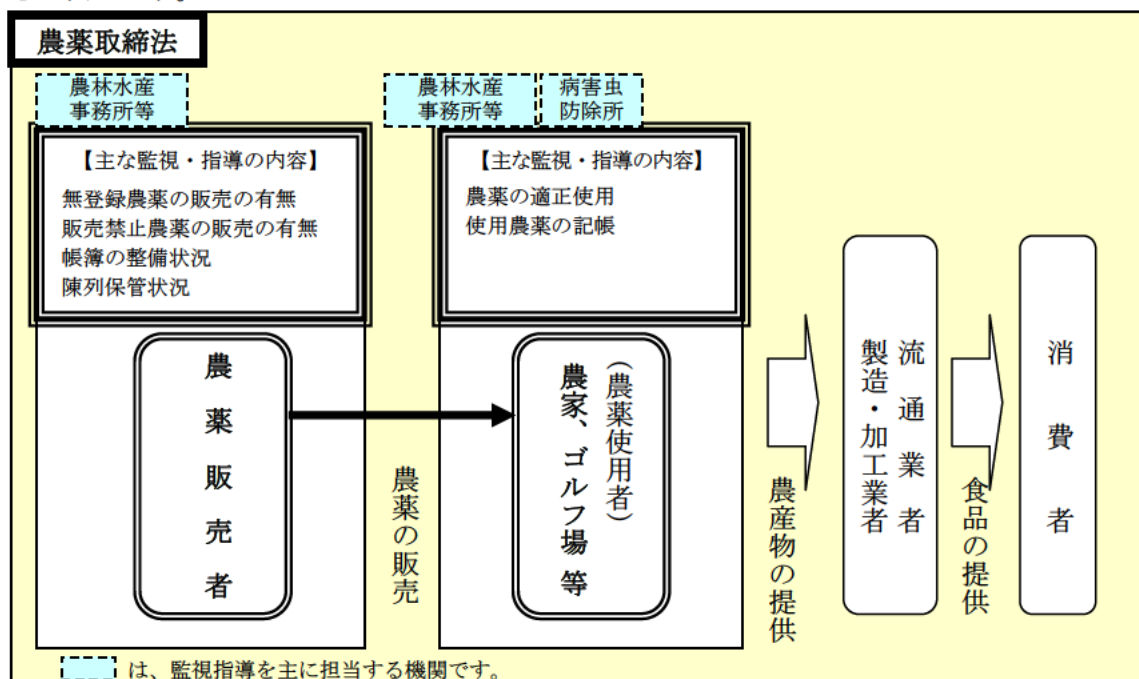 農薬取締法
農林水産
事務所等
【主な監視・指導の内容】
無登録農薬の販売の有無
販売禁止農薬の販売の有無
帳簿の整備状況
陳列保管状況
農薬販売者
農薬の販売
農林水産
事務所等
病害虫
防除所
【主な監視・指導の内容】
農薬の適正使用
使用農薬の記帳
（農薬使用者）
農家、ゴルフ場等
農産物の提供
流通業者
製造・加工業者
食品の提供
消費者
は、監視指導を主に担当する機関です。